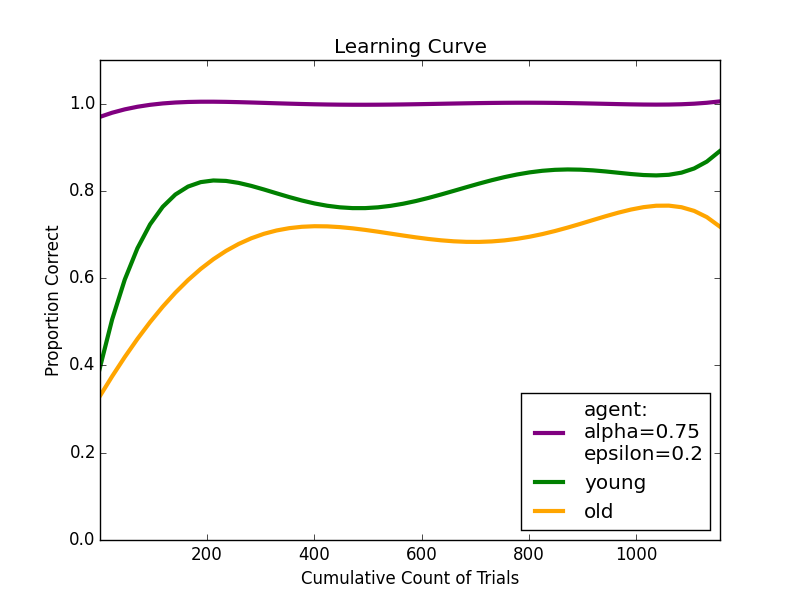 Learning Curve
Proportion Correct
1.0
0.8
0.6
0.4
0.2
0.0
200
400
600
800
1000
Cumulative Count of Trials
agent:
alpha=0.75
epsilon=0.2
young
old